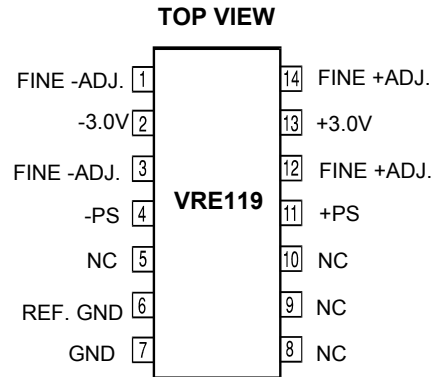 TOP VIEW
FINE -ADJ. 1 14 FINE +ADJ.
-3.0V 2 13 +3.0V
FINE -ADJ. 3 12 FINE +ADJ.
VRE119
-PS 4 11 +PS
NC 5 10 NC
REF. GND 6 9 NC
GND 7 8 NC